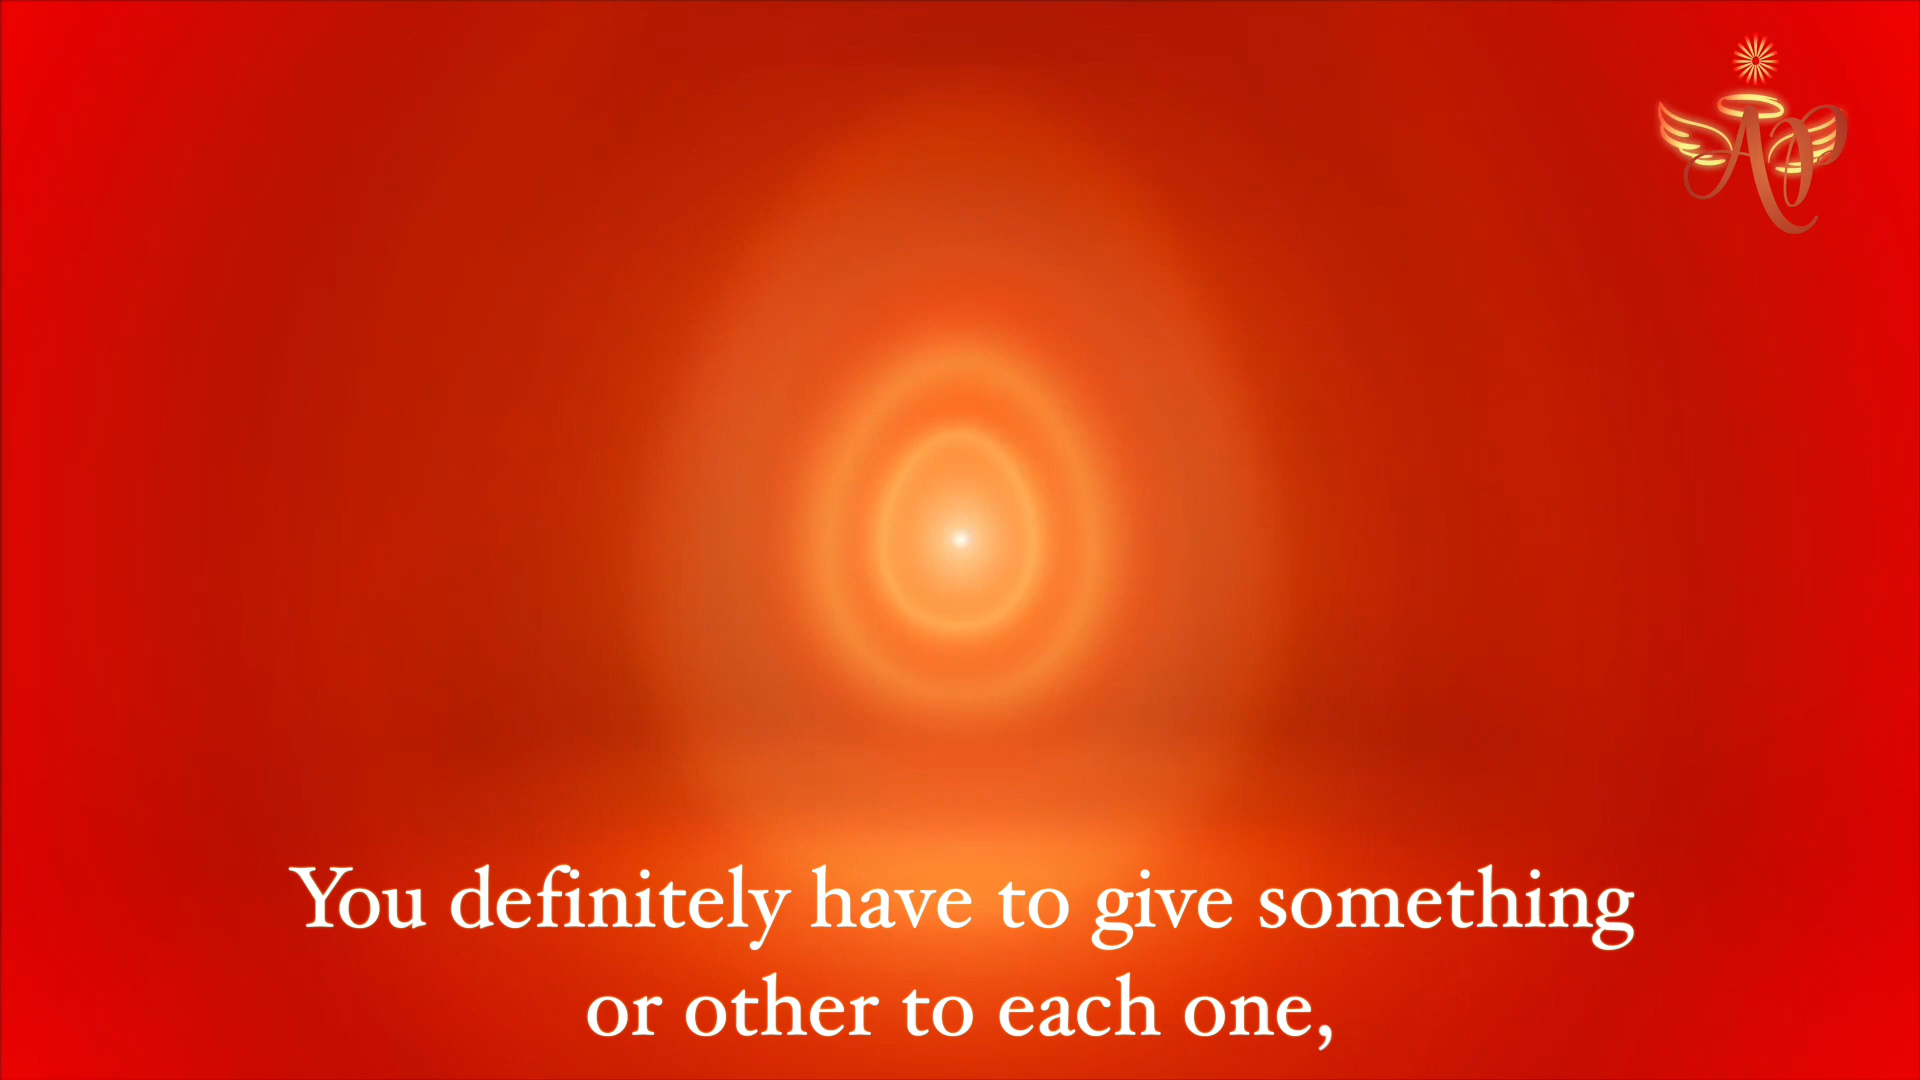 You definitely have to give something
or other to each one,